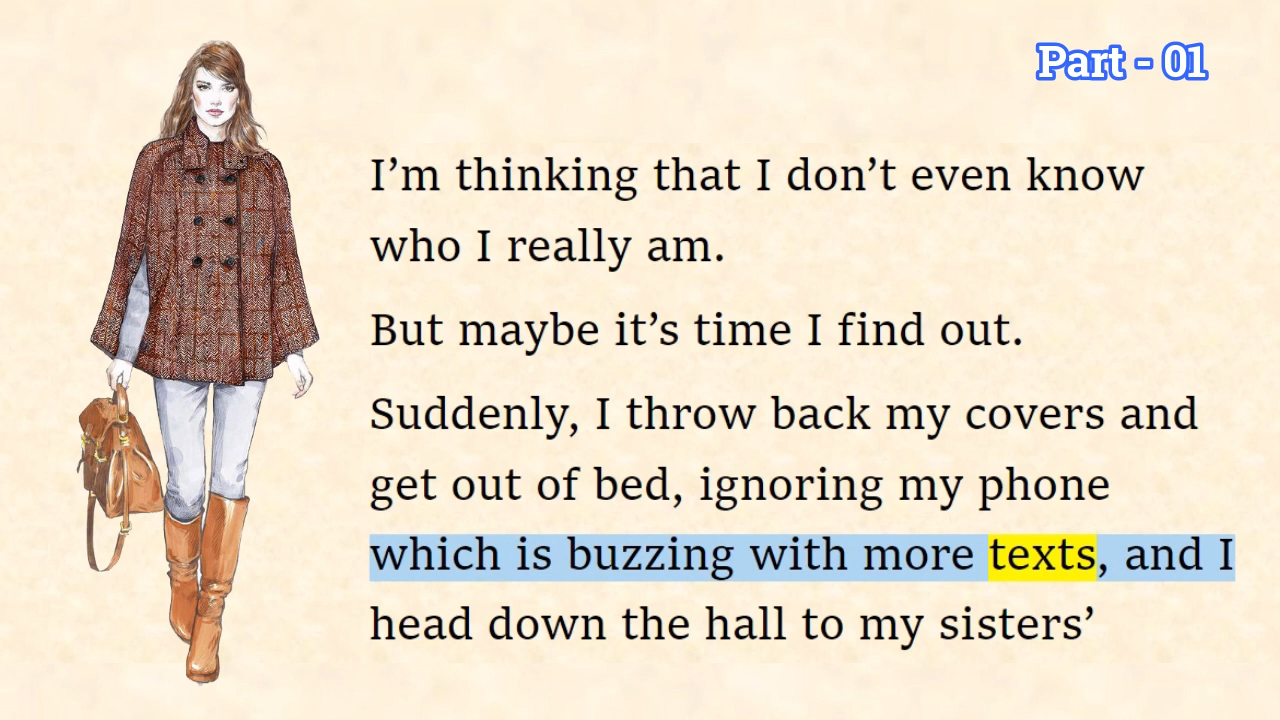 Part - 01
I’m thinking that I don’t even know
who I really am.
But maybe it’s time I find out.
Suddenly, I throw back my covers and
get out of bed, ignoring my phone
which is buzzing with more texts, and I
head down the hall to my sisters’